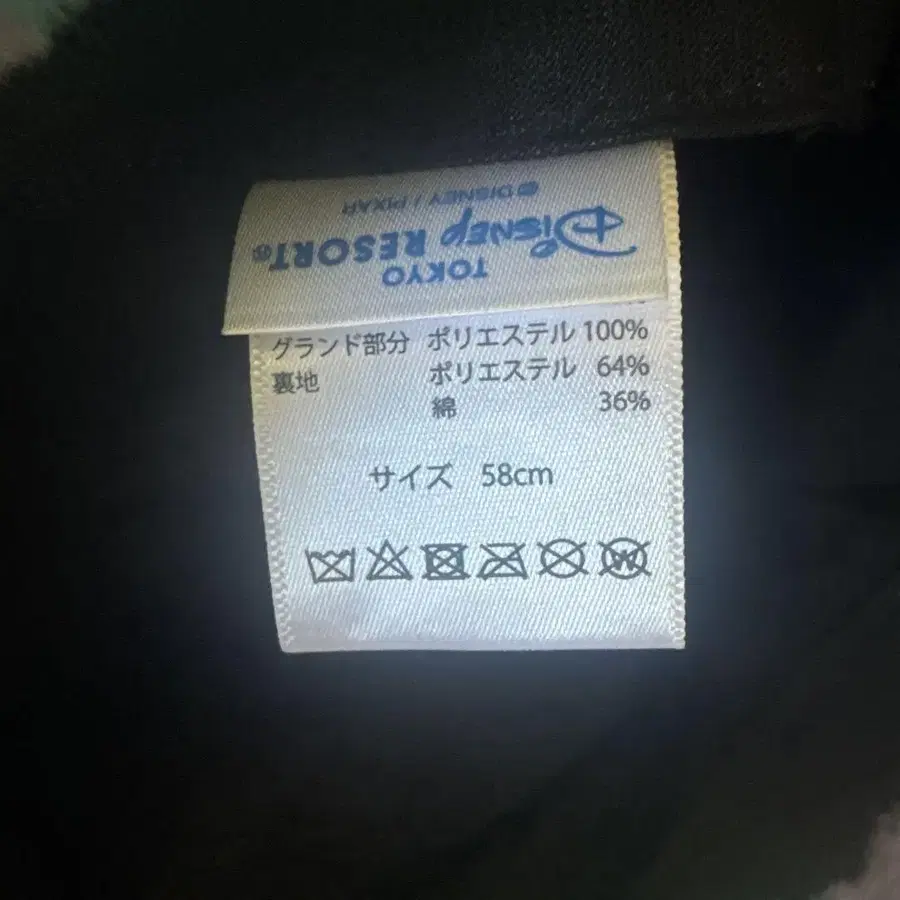 © DISNEY / PIXAR
Disney RESORT®
TOKYO
グランド部分 ポリエステル 100%
裏地 ポリエステル 64%
綿 36%
サイズ 58cm
W